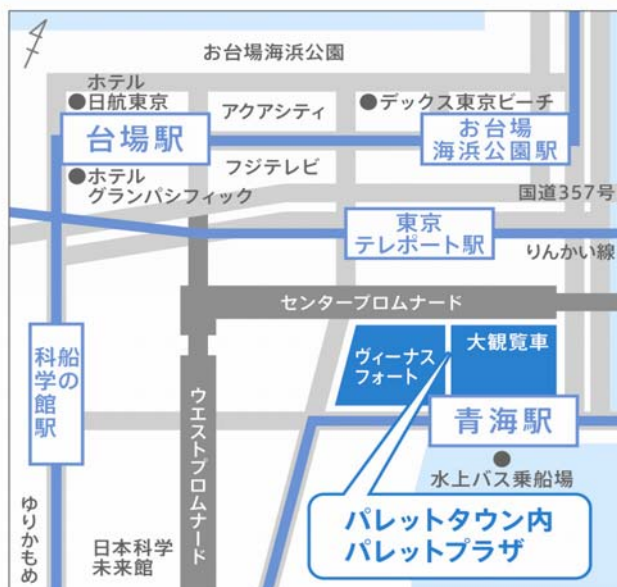 お台場海浜公園
ホテル
●日航東京
アクアシティ
●デックス東京ビーチ
台場駅
お台場
海浜公園駅
●ホテル
グランパシフィック
フジテレビ
国道357号
東京
テレポート駅
りんかい線
センタープロムナード
ヴィーナス
フォート
大観覧車
船の
科学館駅
ウエストプロムナード
青海駅
水上バス乗船場
パレットタウン内
パレットプラザ
ゆりかもめ
日本科学
未来館